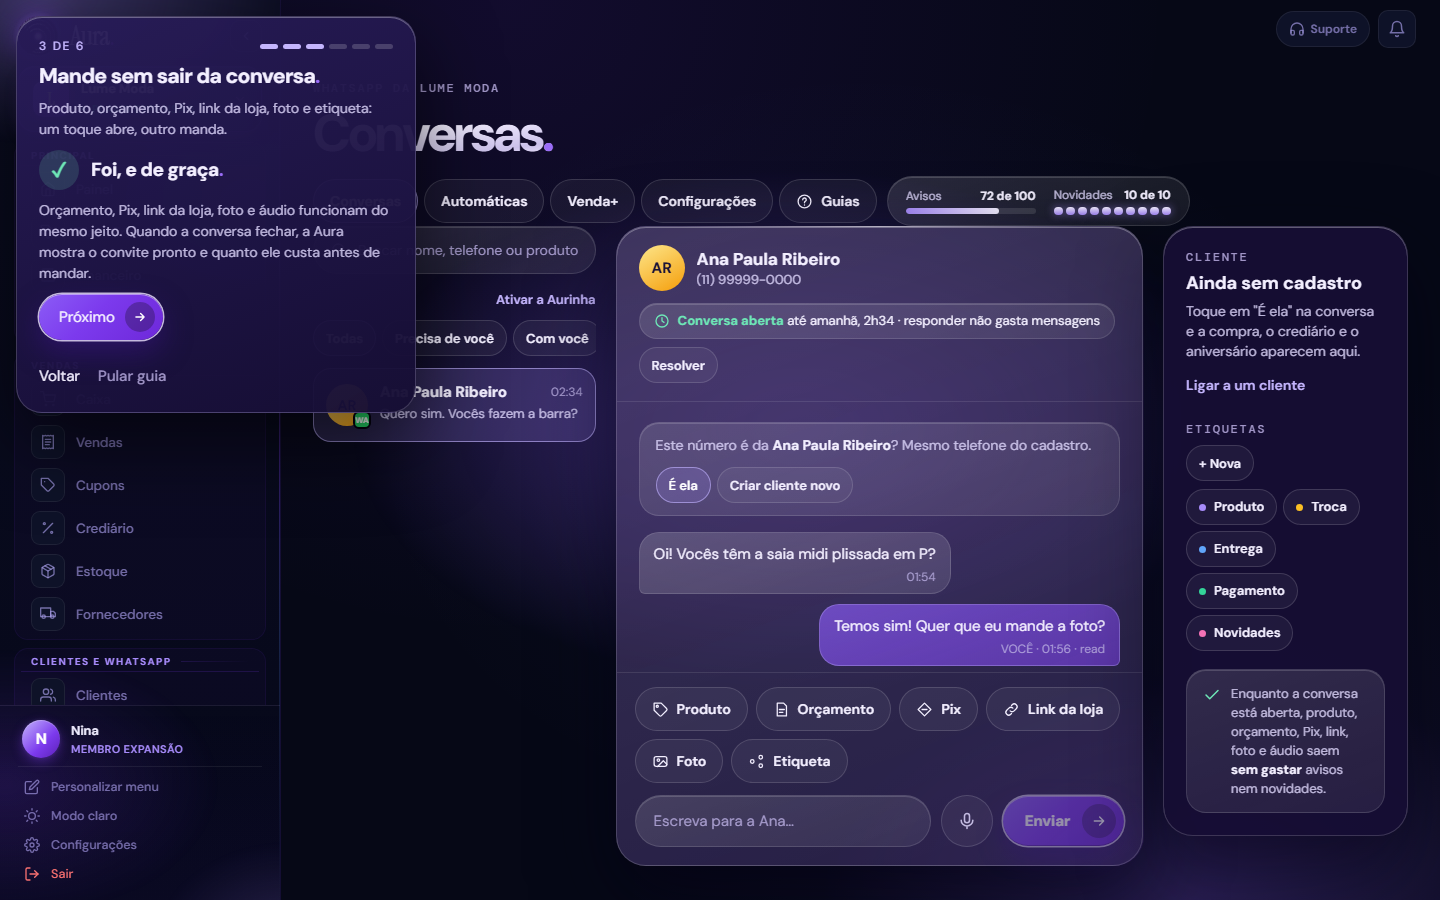 3 DE 6
Mande sem sair da conversa.
Produto, orçamento, Pix, link da loja, foto e etiqueta:
um toque abre, outro manda.
Foi, e de graça.
Orçamento, Pix, link da loja, foto e áudio funcionam do
mesmo jeito. Quando a conversa fechar, a Aura
mostra o convite pronto e quanto ele custa antes de
mandar.
Próximo
Voltar
Pular guia
Vendas
Cupons
Crediário
Estoque
Fornecedores
CLIENTES E WHATSAPP
Clientes
N
Nina
MEMBRO EXPANSÃO
Personalizar menu
Modo claro
Configurações
Sair
Suporte
LUME MODA
Conversas.
Conversas
Automáticas
Venda+
Configurações
Guias
Avisos
72 de 100
Novidades
10 de 10
nome, telefone ou produto
Ativar a Aurinha
Todas
Precisa de você
Com você
Ana Paula Ribeiro
02:34
WA
Quero sim. Vocês fazem a barra?
AR
Ana Paula Ribeiro
(11) 99999-0000
Conversa aberta até amanhã, 2h34 · responder não gasta mensagens
Resolver
Este número é da Ana Paula Ribeiro? Mesmo telefone do cadastro.
É ela
Criar cliente novo
Oi! Vocês têm a saia midi plissada em P?
01:54
Temos sim! Quer que eu mande a foto?
VOCÊ · 01:56 · read
Produto
Orçamento
Pix
Link da loja
Foto
Etiqueta
Escreva para a Ana...
Enviar
CLIENTE
Ainda sem cadastro
Toque em "É ela" na conversa
e a compra, o crediário e o
aniversário aparecem aqui.
Ligar a um cliente
ETIQUETAS
+ Nova
Produto
Troca
Entrega
Pagamento
Novidades
Enquanto a conversa
está aberta, produto,
orçamento, Pix, link,
foto e áudio saem
sem gastar avisos
nem novidades.